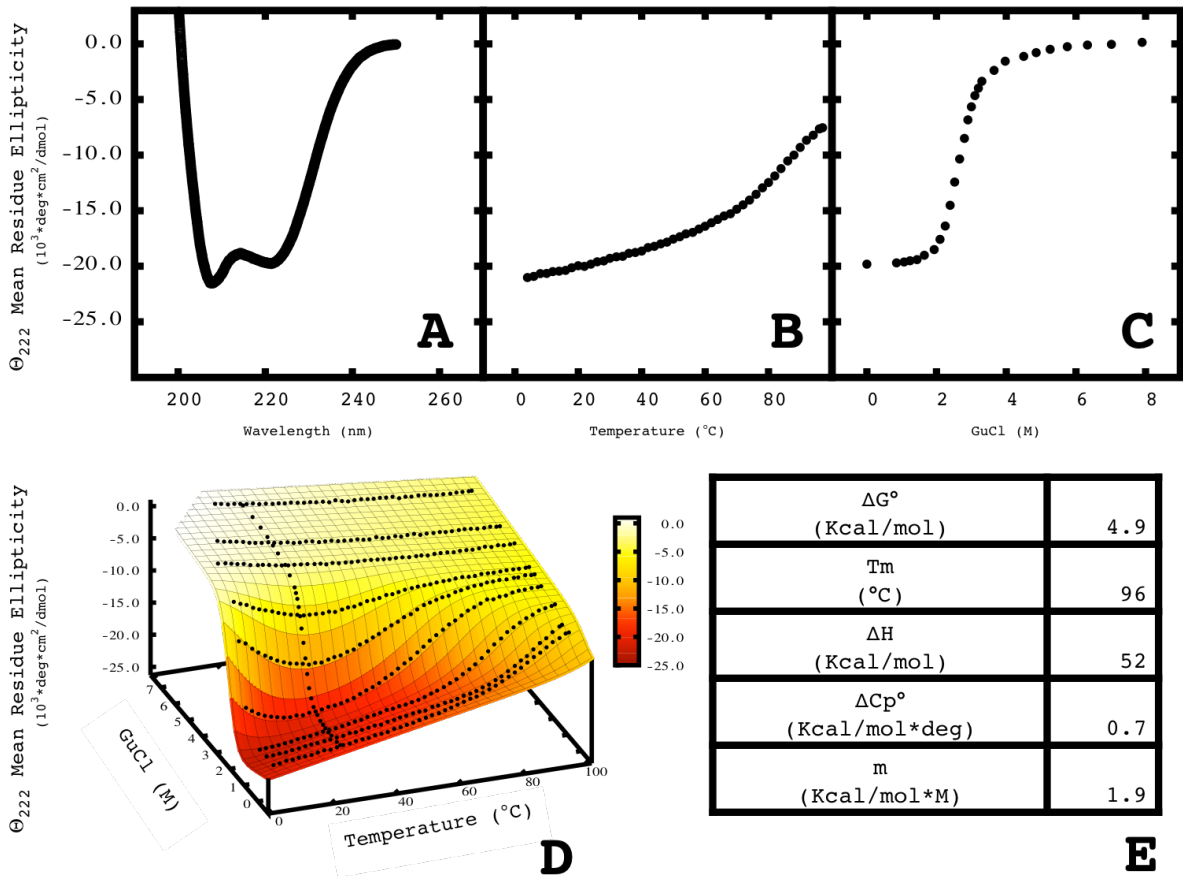 Θ222 Mean Residue Ellipticity
(10³*deg*cm²/dmol)
0.0
-5.0
-10.0
-15.0
-20.0
-25.0
A
B
C
200 220 240 260
0 20 40 60 80
0 2 4 6 8
Wavelength (nm)
Temperature (°C)
GuCl (M)
Θ222 Mean Residue Ellipticity
(10³*deg*cm²/dmol)
0.0
-5.0
-10.0
-15.0
-20.0
-25.0
7
6
5
4
3
2
1
0
GuCl (M)
0 20 40 60 80 100
Temperature (°C)
0.0
-5.0
-10.0
-15.0
-20.0
-25.0
D
ΔG°
(Kcal/mol) 4.9
Tm
(°C) 96
ΔH
(Kcal/mol) 52
ΔCp°
(Kcal/mol*deg) 0.7
m
(Kcal/mol*M) 1.9
E